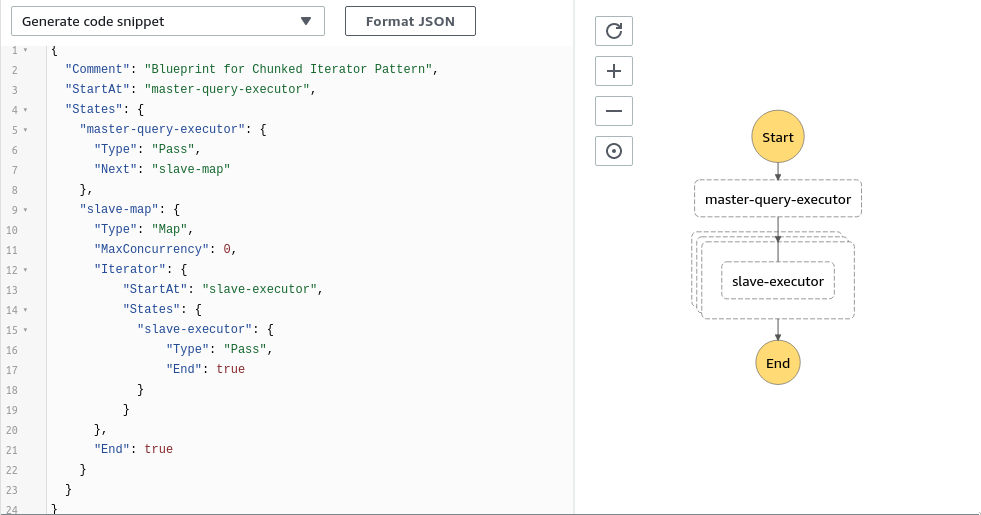 Generate code snippet
Format JSON
1 {
2 "Comment": "Blueprint for Chunked Iterator Pattern",
3 "StartAt": "master-query-executor",
4 "States": {
5 "master-query-executor": {
6 "Type": "Pass",
7 "Next": "slave-map"
8 },
9 "slave-map": {
10 "Type": "Map",
11 "MaxConcurrency": 0,
12 "Iterator": {
13 "StartAt": "slave-executor",
14 "States": {
15 "slave-executor": {
16 "Type": "Pass",
17 "End": true
18 }
19 }
20 },
21 "End": true
22 }
23 }
24 }
Start
master-query-executor
slave-executor
End